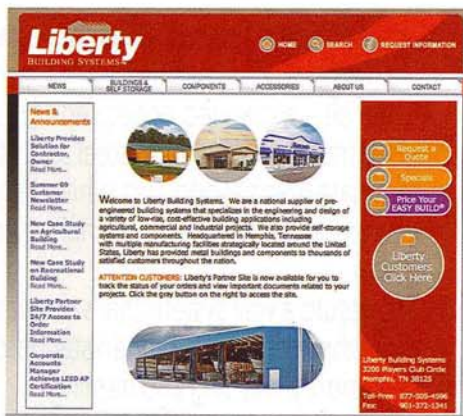 Liberty
BUILDING SYSTEMS
HOME
SEARCH
REQUEST INFORMATION
NEWS
BUILDINGS &
SELF STORAGE
COMPONENTS
ACCESSORIES
ABOUT US
CONTACT
News &
Announcements
Liberty Provides
Solution for
Contractor,
Owner
Read More...
Summer 09
Customer
Newsletter
Read More...
New Case Study
on Agricultural
Building
Read More...
New Case Study
on Recreational
Building
Read More...
Liberty Partner
Site Provides
24/7 Access to
Order
Information
Read More...
Corporate
Accounts
Manager
Achieves LEED AP
Certification
Read More...
Welcome to Liberty Building Systems. We are a national supplier of pre-
engineered building systems that specializes in the engineering and design of
a variety of low-rise, cost-effective building applications including
agricultural, commercial and industrial projects. We also provide self-storage
systems and components. Headquartered in Memphis, Tennessee
with multiple manufacturing facilities strategically located around the United
States, Liberty has provided metal buildings and components to thousands of
satisfied customers throughout the nation.
ATTENTION CUSTOMERS: Liberty's Partner Site is now available for you to
track the status of your orders and view important documents related to your
projects. Click the grey button on the right to access the site.
Request a
Quote
Specials
Price Your
EASY BUILD®
Liberty
Customers
Click Here
Liberty Building Systems
3200 Players Club Circle
Memphis, TN 38125
Toll-Free: 877-505-4596
Fax: 901-372-1341